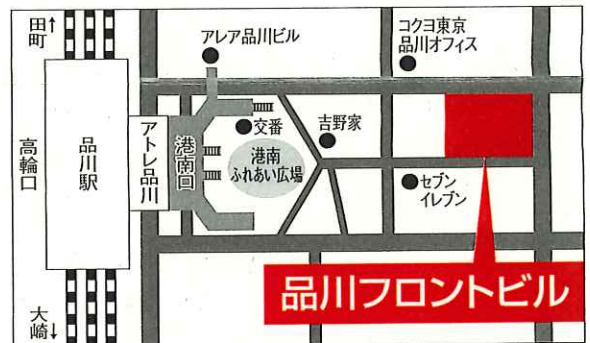 田町↑
高輪口
大崎↓
品川駅
アトレ品川
港南口
アレア品川ビル
交番
港南
ふれあい広場
吉野家
コクヨ東京
品川オフィス
セブン
イレブン
品川フロントビル